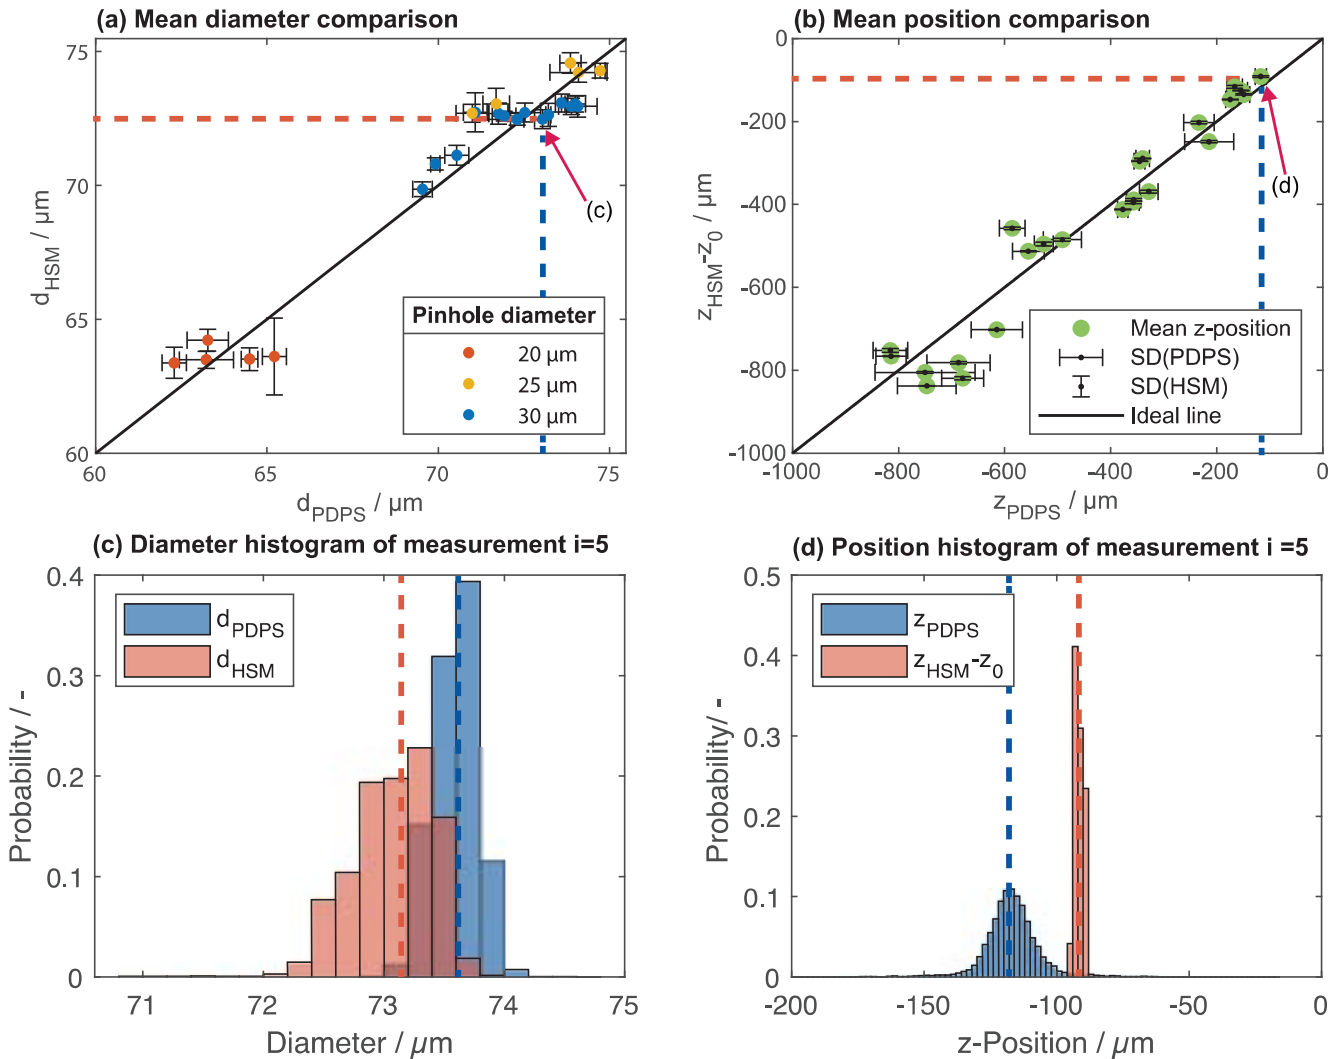 (a) Mean diameter comparison
75
70
65
60
d_HSM / µm
60
65
70
75
d_PDPS / µm
(c)
Pinhole diameter
20 µm
25 µm
30 µm
(b) Mean position comparison
0
-200
-400
-600
-800
-1000
z_HSM-z_0 / µm
-1000
-800
-600
-400
-200
0
z_PDPS / µm
(d)
Mean z-position
SD(PDPS)
SD(HSM)
Ideal line
(c) Diameter histogram of measurement i=5
0.4
0.3
0.2
0.1
0
Probability / -
71
72
73
74
75
Diameter / µm
d_PDPS
d_HSM
(d) Position histogram of measurement i =5
0.5
0.4
0.3
0.2
0.1
0
Probability/ -
-200
-150
-100
-50
0
z-Position / µm
z_PDPS
z_HSM-z_0